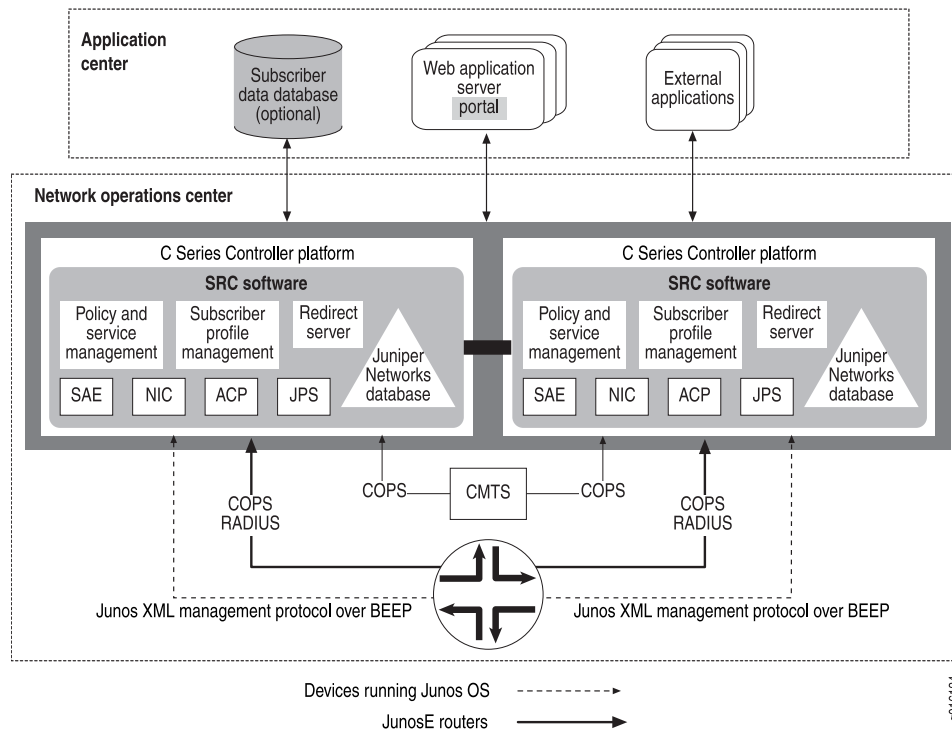 Application
center
Subscriber
data database
(optional)
Web application
server
portal
External
applications
Network operations center
C Series Controller platform
SRC software
Policy and
service
management
Subscriber
profile
management
Redirect
server
Juniper
Networks
database
SAE
NIC
ACP
JPS
C Series Controller platform
SRC software
Policy and
service
management
Subscriber
profile
management
Redirect
server
Juniper
Networks
database
SAE
NIC
ACP
JPS
COPS
RADIUS
COPS
CMTS
COPS
COPS
RADIUS
Junos XML management protocol over BEEP
Junos XML management protocol over BEEP
Devices running Junos OS
JunosE routers